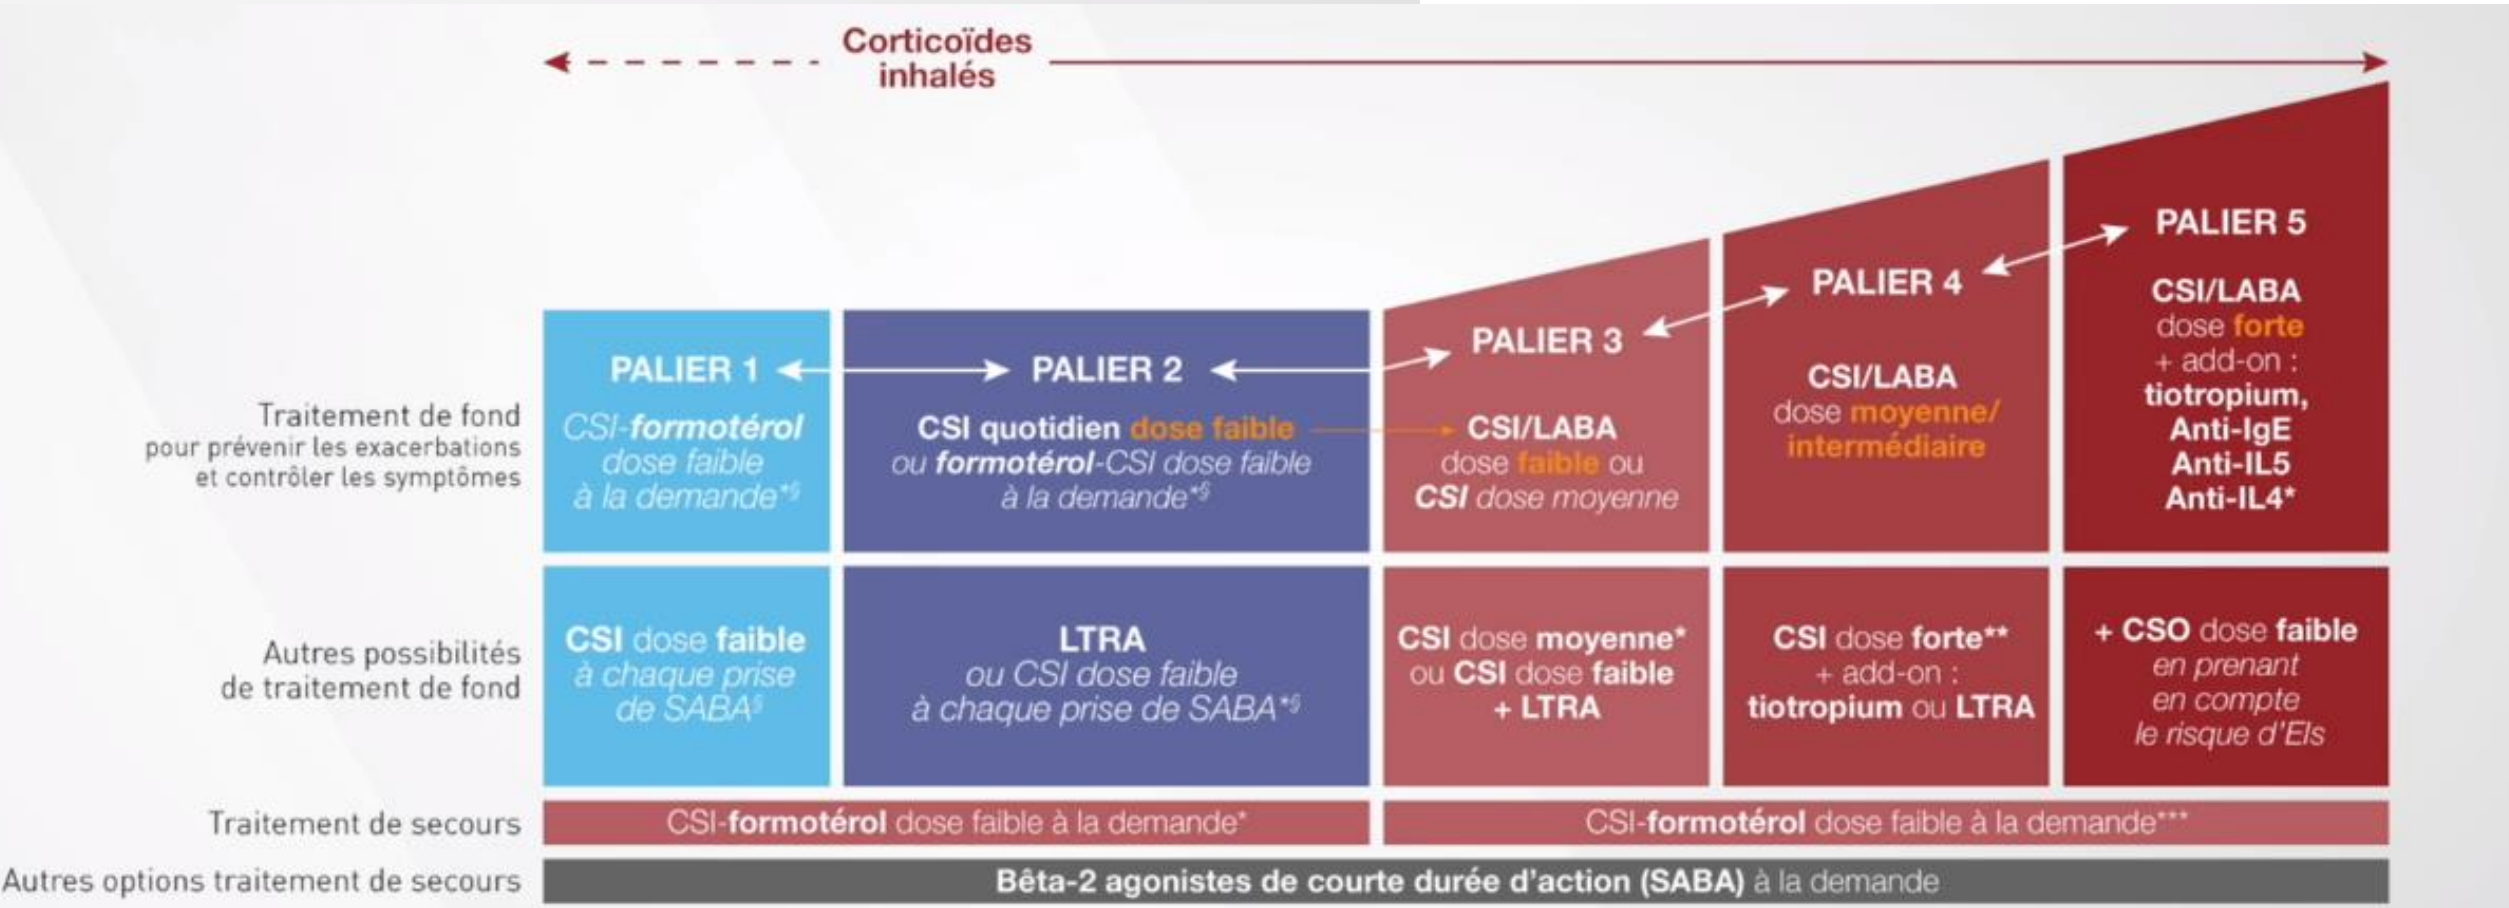 Corticoïdes
inhalés
Traitement de fond
pour prévenir les exacerbations
et contrôler les symptômes
PALIER 1
CSI-formotérol
dose faible
à la demande*§
PALIER 2
CSI quotidien dose faible
ou formotérol-CSI dose faible
à la demande*§
PALIER 3
CSI/LABA
dose faible ou
CSI dose moyenne
PALIER 4
CSI/LABA
dose moyenne/
intermédiaire
PALIER 5
CSI/LABA
dose forte
+ add-on :
tiotropium,
Anti-IgE
Anti-IL5
Anti-IL4*
Autres possibilités
de traitement de fond
CSI dose faible
à chaque prise
de SABA§
LTRA
ou CSI dose faible
à chaque prise de SABA*§
CSI dose moyenne*
ou CSI dose faible
+ LTRA
CSI dose forte**
+ add-on :
tiotropium ou LTRA
+ CSO dose faible
en prenant
en compte
le risque d'EIs
Traitement de secours
CSI-formotérol dose faible à la demande*
CSI-formotérol dose faible à la demande***
Autres options traitement de secours
Bêta-2 agonistes de courte durée d'action (SABA) à la demande